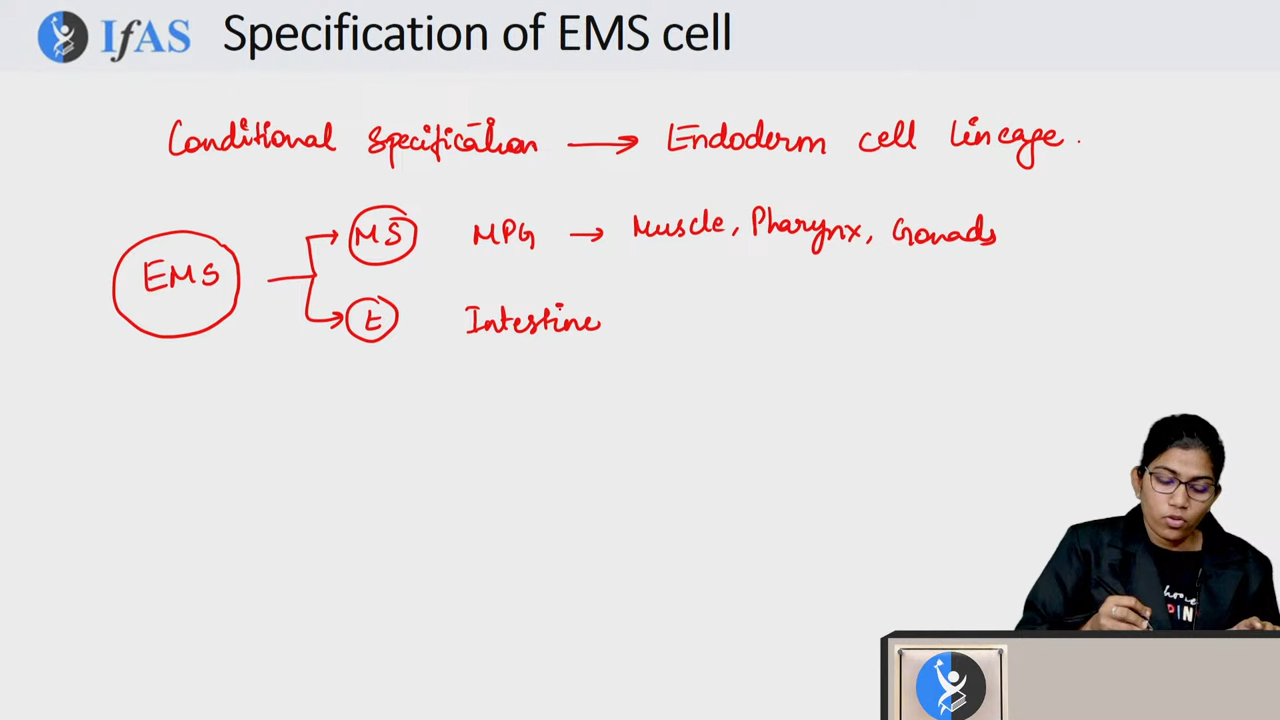 IfAS Specification of EMS cell
Conditional Specification → Endoderm cell lineage.
MS MPG → Muscle, Pharynx, Gonads
EMS
E Intestine